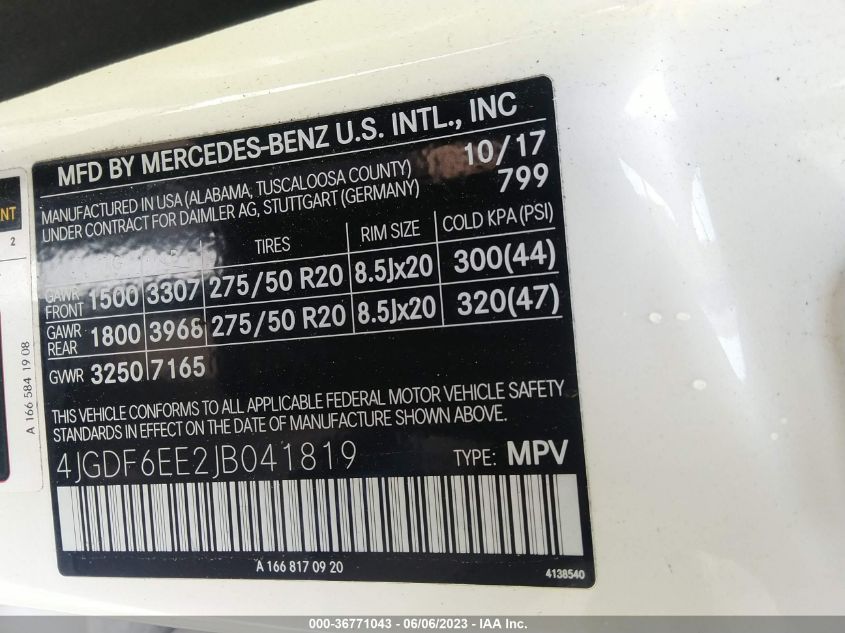 MFD BY MERCEDES-BENZ U.S. INTL., INC
10/17
MANUFACTURED IN USA (ALABAMA, TUSCALOOSA COUNTY)
UNDER CONTRACT FOR DAIMLER AG, STUTTGART (GERMANY)
799
TIRES RIM SIZE COLD KPA (PSI)
GAWR FRONT 1500 3307 275/50 R20 8.5Jx20 300(44)
GAWR REAR 1800 3968 275/50 R20 8.5Jx20 320(47)
GVWR 3250 7165
THIS VEHICLE CONFORMS TO ALL APPLICABLE FEDERAL MOTOR VEHICLE SAFETY
STANDARDS IN EFFECT ON THE DATE OF MANUFACTURE SHOWN ABOVE.
4JGDF6EE2JB041819 TYPE: MPV
A 166 817 09 20
4138540
A 166 584 19 08
2
000-36771043 - 06/06/2023 - IAA Inc.